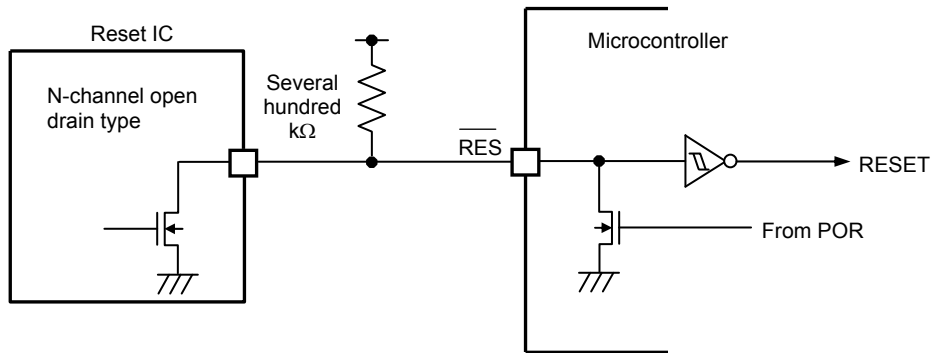 Reset IC
N-channel open
drain type
Several
hundred
kΩ
RES
Microcontroller
RESET
From POR